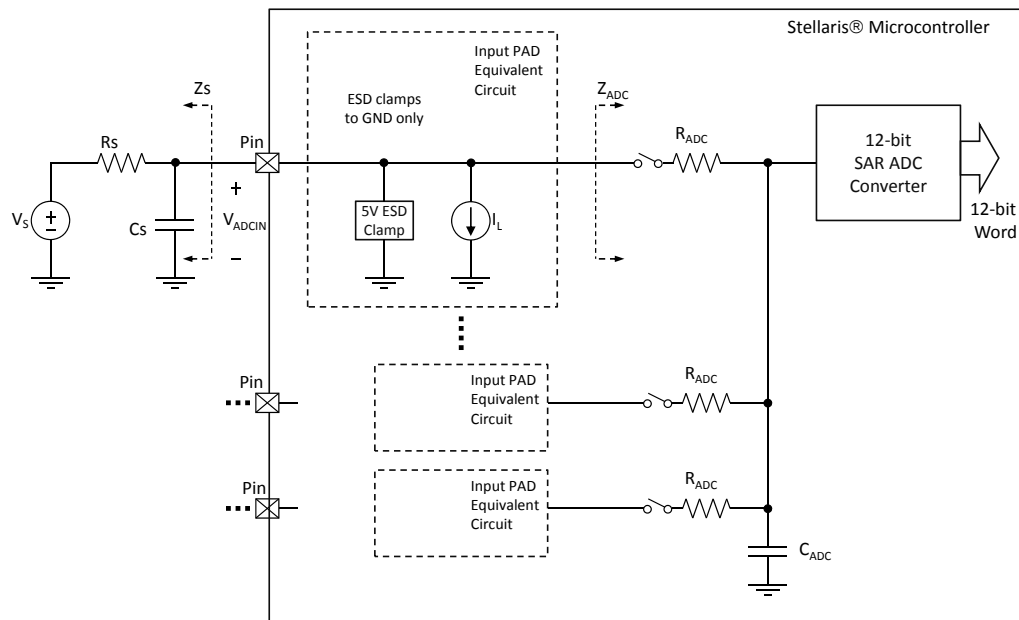 Stellaris® Microcontroller
Input PAD
Equivalent
Circuit
ESD clamps
to GND only
Zs
Z_ADC
Rs
Pin
R_ADC
12-bit
SAR ADC
Converter
+
V_ADCIN
−
V_S
+
−
Cs
5V ESD
Clamp
I_L
12-bit
Word
Pin
Input PAD
Equivalent
Circuit
R_ADC
Pin
Input PAD
Equivalent
Circuit
R_ADC
C_ADC